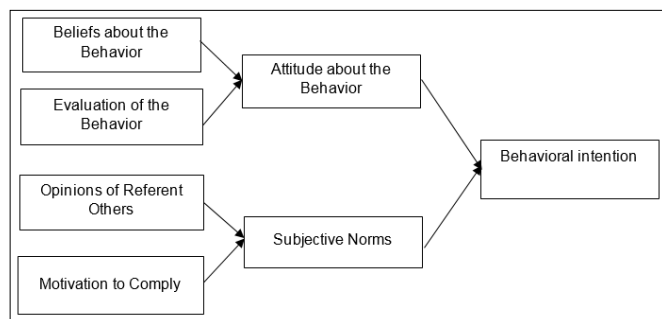 Beliefs about the
Behavior
Evaluation of the
Behavior
Attitude about the
Behavior
Opinions of Referent
Others
Motivation to Comply
Subjective Norms
Behavioral intention